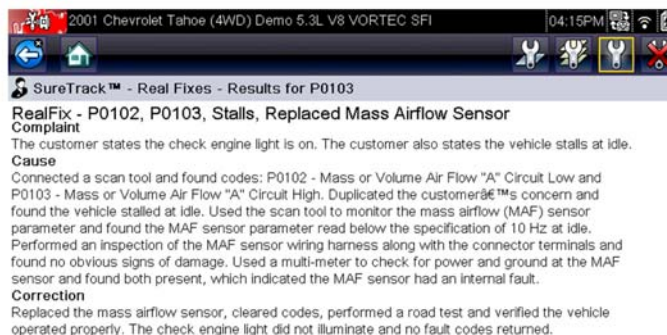 2001 Chevrolet Tahoe (4WD) Demo 5.3L V8 VORTEC SFI 04:15PM
SureTrack™ - Real Fixes - Results for P0103
RealFix - P0102, P0103, Stalls, Replaced Mass Airflow Sensor
Complaint
The customer states the check engine light is on. The customer also states the vehicle stalls at idle.
Cause
Connected a scan tool and found codes: P0102 - Mass or Volume Air Flow "A" Circuit Low and
P0103 - Mass or Volume Air Flow "A" Circuit High. Duplicated the customerâ€™s concern and
found the vehicle stalled at idle. Used the scan tool to monitor the mass airflow (MAF) sensor
parameter and found the MAF sensor parameter read below the specification of 10 Hz at idle.
Performed an inspection of the MAF sensor wiring harness along with the connector terminals and
found no obvious signs of damage. Used a multi-meter to check for power and ground at the MAF
sensor and found both present, which indicated the MAF sensor had an internal fault.
Correction
Replaced the mass airflow sensor, cleared codes, performed a road test and verified the vehicle
operated properly. The check engine light did not illuminate and no fault codes returned.